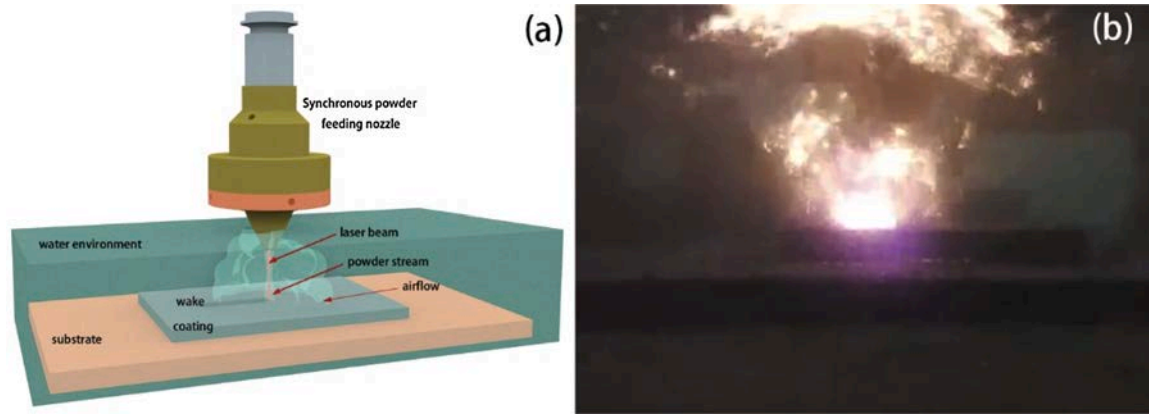 (a)
Synchronous powder
feeding nozzle
water environment
laser beam
powder stream
airflow
wake
coating
substrate
(b)